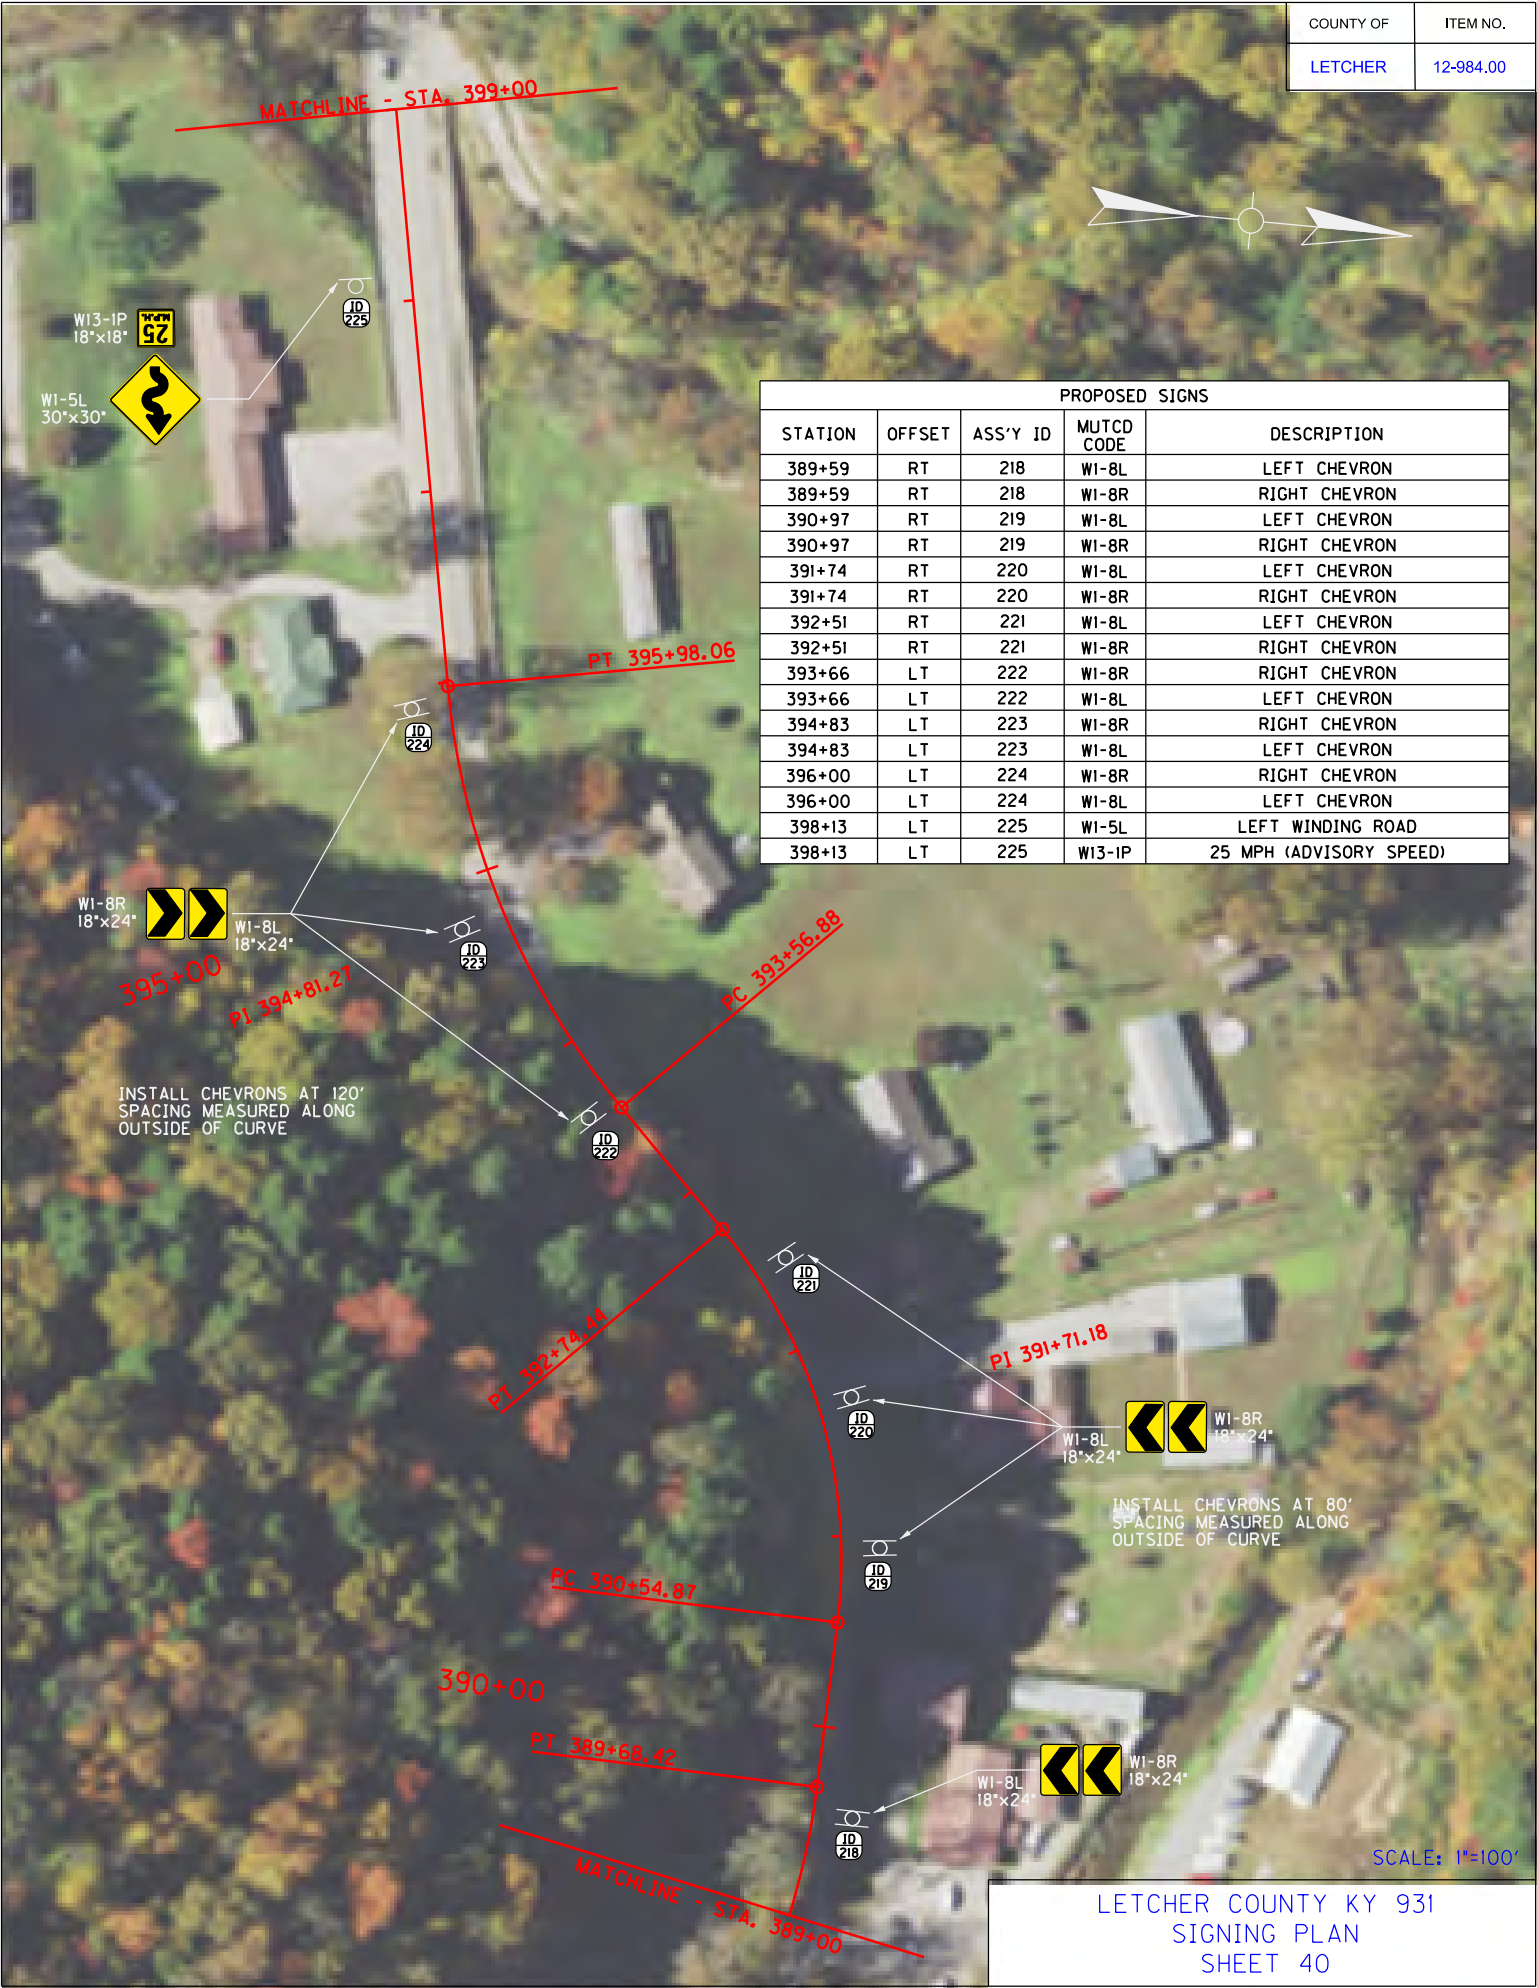 COUNTY OF ITEM NO.
LETCHER 12-984.00
MATCHLINE - STA. 399+00
ID
225
W13-1P
18"x18"
25
M.P.H.
W1-5L
30"x30"
PROPOSED SIGNS
STATION OFFSET ASS'Y ID MUTCD CODE DESCRIPTION
389+59 RT 218 W1-8L LEFT CHEVRON
389+59 RT 218 W1-8R RIGHT CHEVRON
390+97 RT 219 W1-8L LEFT CHEVRON
390+97 RT 219 W1-8R RIGHT CHEVRON
391+74 RT 220 W1-8L LEFT CHEVRON
391+74 RT 220 W1-8R RIGHT CHEVRON
392+51 RT 221 W1-8L LEFT CHEVRON
392+51 RT 221 W1-8R RIGHT CHEVRON
393+66 LT 222 W1-8R RIGHT CHEVRON
393+66 LT 222 W1-8L LEFT CHEVRON
394+83 LT 223 W1-8R RIGHT CHEVRON
394+83 LT 223 W1-8L LEFT CHEVRON
396+00 LT 224 W1-8R RIGHT CHEVRON
396+00 LT 224 W1-8L LEFT CHEVRON
398+13 LT 225 W1-5L LEFT WINDING ROAD
398+13 LT 225 W13-1P 25 MPH (ADVISORY SPEED)
PT 395+98.06
ID
224
W1-8R
18"x24"
W1-8L
18"x24"
ID
223
395+00
PI 394+81.27
PC 393+56.88
INSTALL CHEVRONS AT 120'
SPACING MEASURED ALONG
OUTSIDE OF CURVE
ID
222
ID
221
PT 392+74.44
PI 391+71.18
ID
220
W1-8L
18"x24"
W1-8R
18"x24"
INSTALL CHEVRONS AT 80'
SPACING MEASURED ALONG
OUTSIDE OF CURVE
ID
219
PC 390+54.87
390+00
PT 389+68.42
W1-8L
18"x24"
W1-8R
18"x24"
ID
218
MATCHLINE - STA. 389+00
SCALE: 1"=100'
LETCHER COUNTY KY 931
SIGNING PLAN
SHEET 40